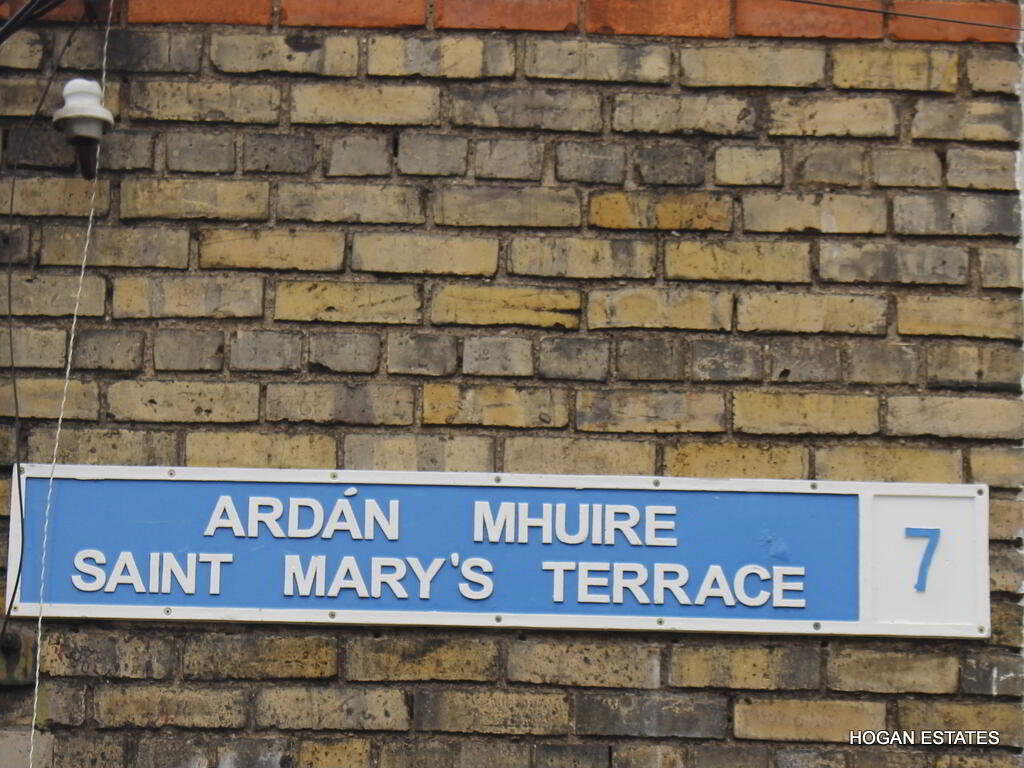 ARDÁN MHUIRE
SAINT MARY'S TERRACE
7
HOGAN ESTATES